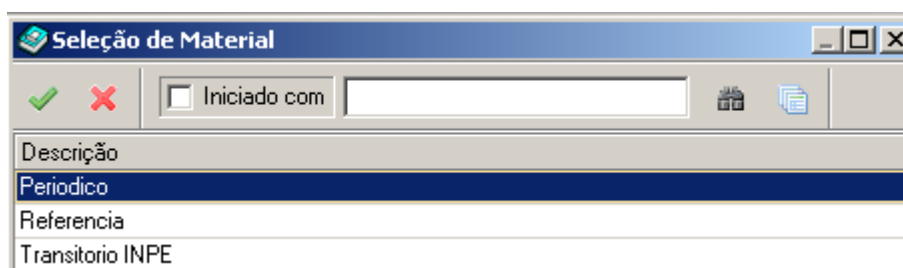 Seleção de Material
Iniciado com
Descrição
Periodico
Referencia
Transitorio INPE